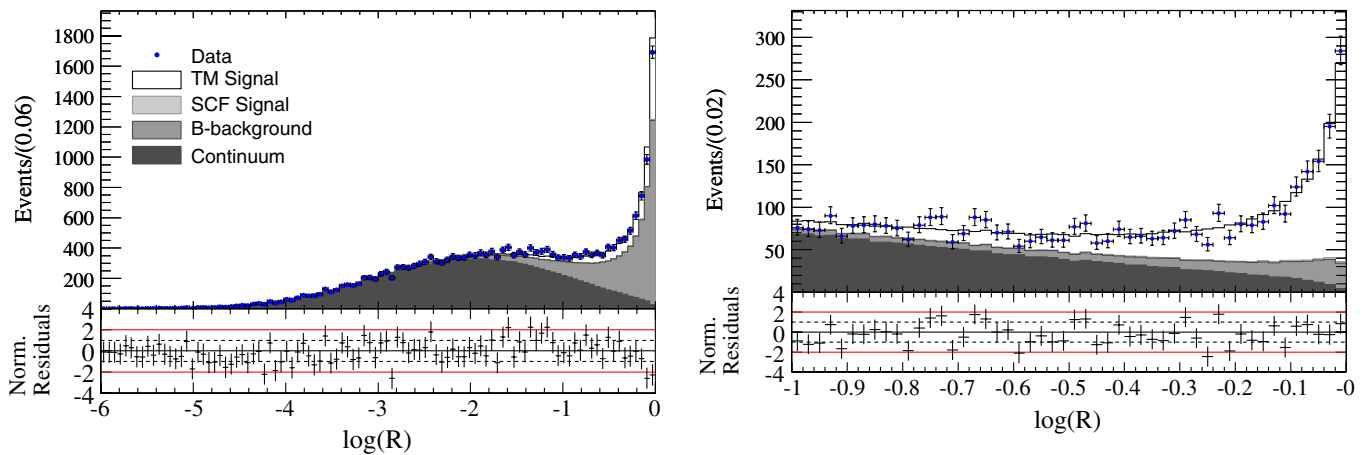 1800
1600
1400
1200
1000
800
600
400
200
Events/(0.06)
Data
TM Signal
SCF Signal
B-background
Continuum
4
2
0
-2
-4
Norm.
Residuals
-6 -5 -4 -3 -2 -1 0
log(R)
300
250
200
150
100
50
Events/(0.02)
4
2
0
-2
-4
Norm.
Residuals
-1 -0.9 -0.8 -0.7 -0.6 -0.5 -0.4 -0.3 -0.2 -0.1 -0
log(R)